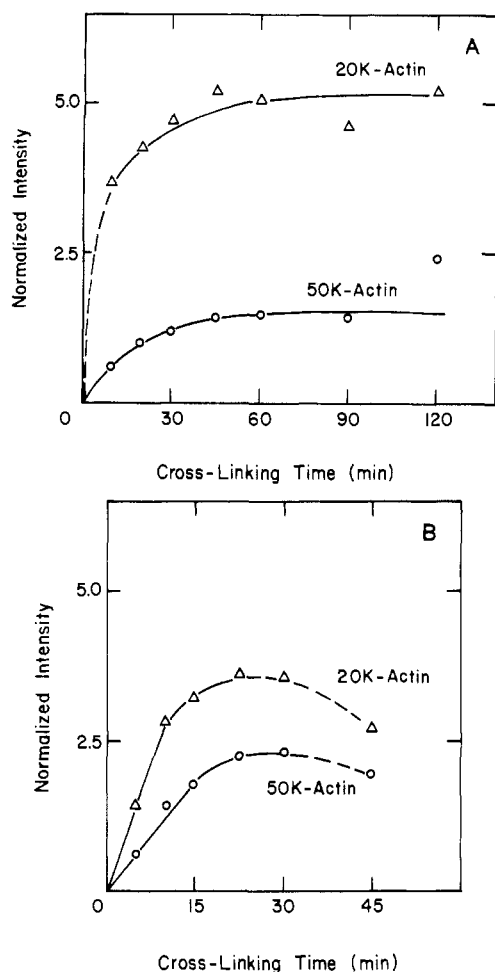 A
20K-Actin
5.0
Normalized Intensity
2.5
50K-Actin
0 30 60 90 120
Cross-Linking Time (min)
B
5.0
Normalized Intensity
20K-Actin
2.5
50K-Actin
0 15 30 45
Cross-Linking Time (min)